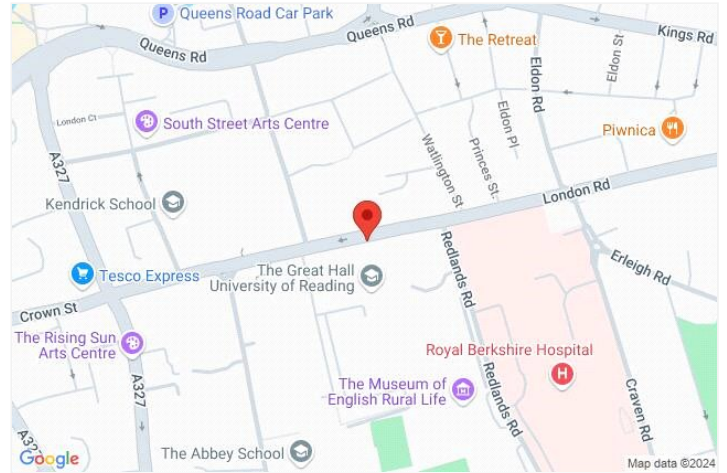 P
Queens Road Car Park
Queens Rd
Queens Rd
The Retreat
Kings Rd
Eldon St
Eldon Rd
London Ct
South Street Arts Centre
Eldon Pl
Piwnica
Watlington St
Princes St.
A327
London Rd
Kendrick School
Tesco Express
The Great Hall
University of Reading
Redlands Rd
Erleigh Rd
Crown St
The Rising Sun
Arts Centre
Royal Berkshire Hospital
H
A327
The Museum of
English Rural Life
Redlands Rd
Craven Rd
A327
The Abbey School
Google
Map data ©2024